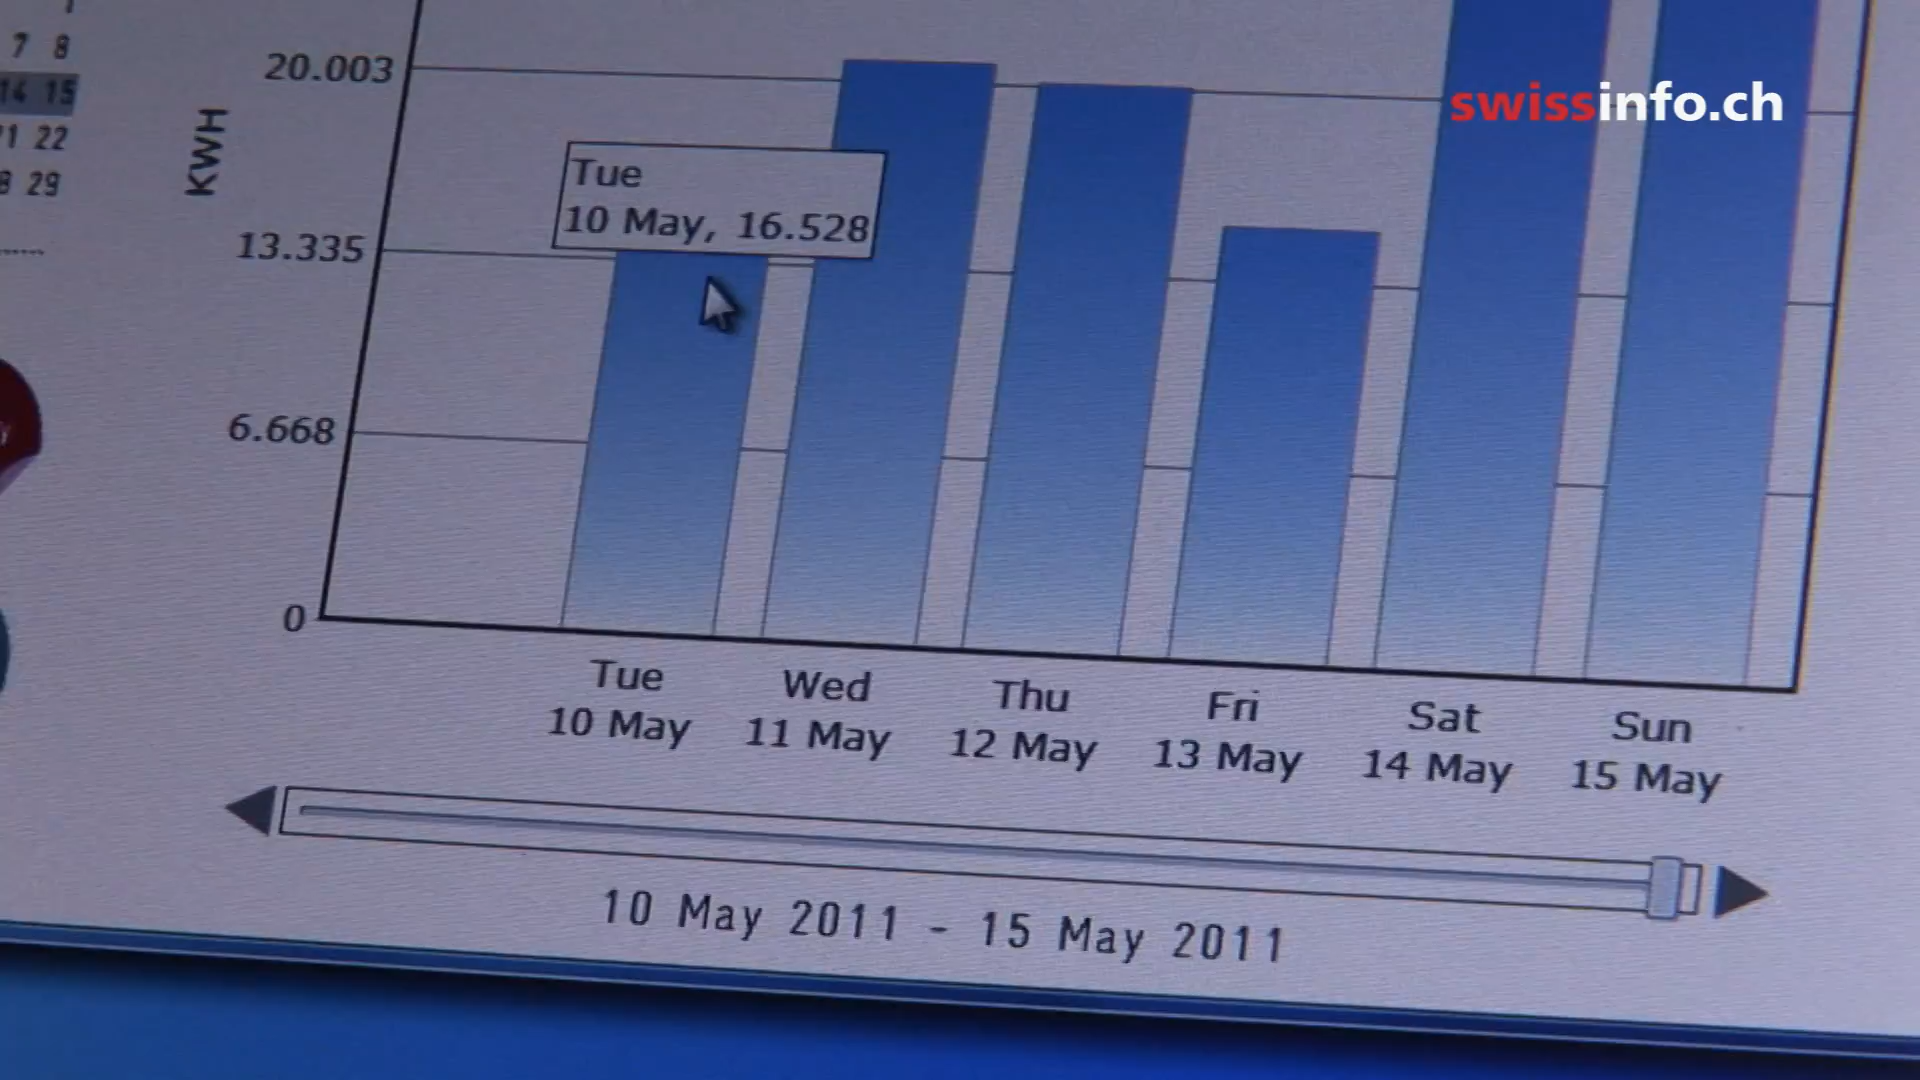 7 8
14 15
22
29
KWH
20.003
13.335
6.668
0
Tue
10 May, 16.528
Tue
10 May
Wed
11 May
Thu
12 May
Fri
13 May
Sat
14 May
Sun
15 May
10 May 2011 - 15 May 2011
swissinfo.ch